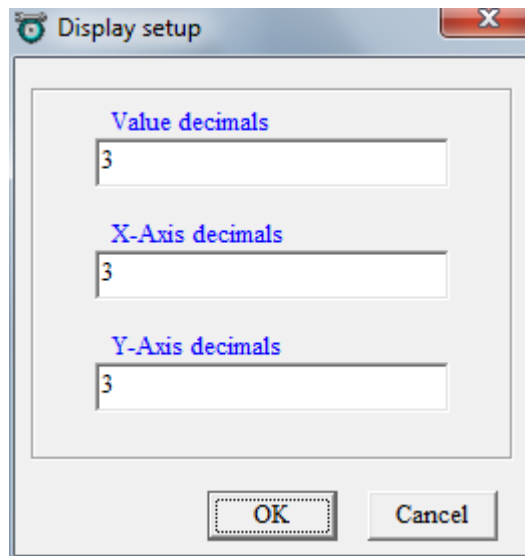 Display setup
Value decimals
3
X-Axis decimals
3
Y-Axis decimals
3
OK
Cancel